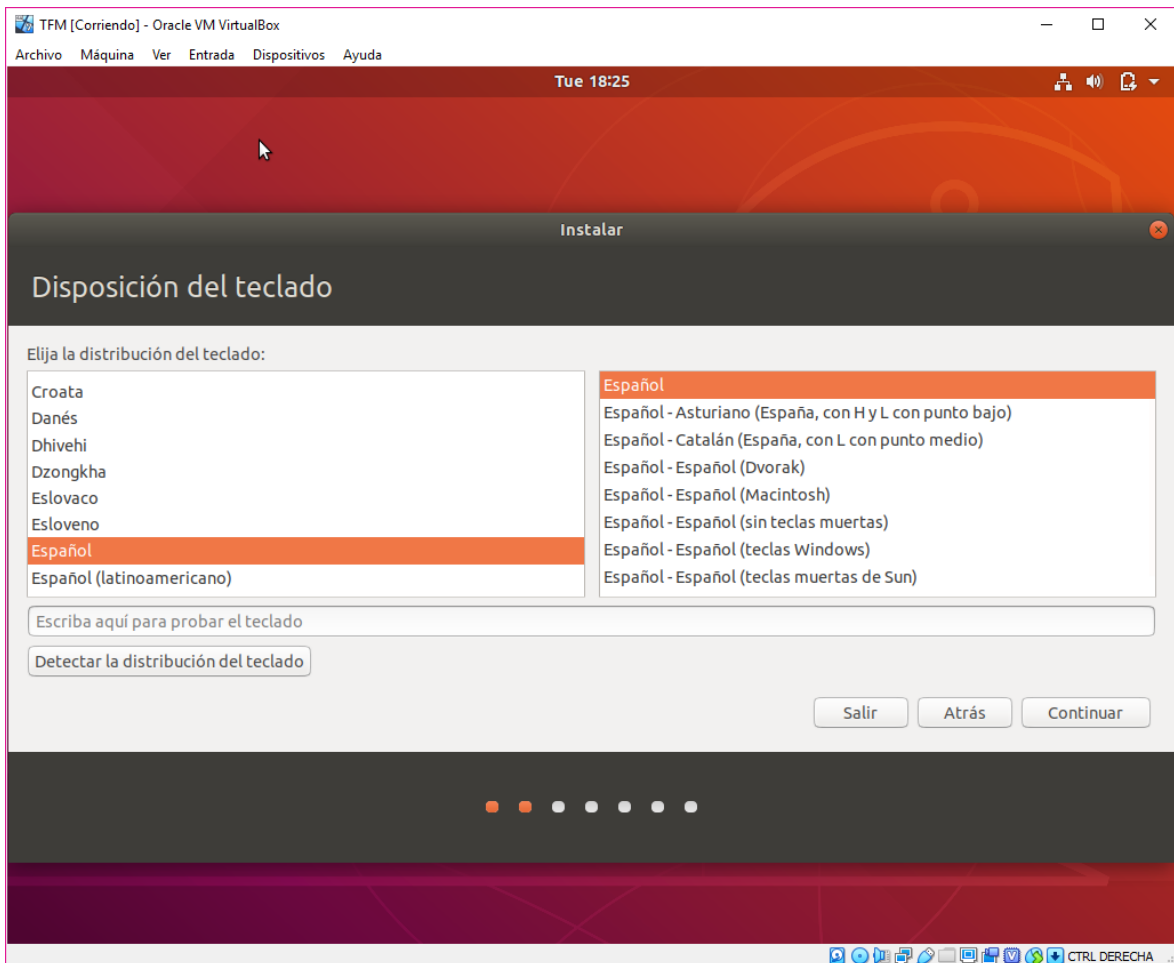 TFM [Corriendo] - Oracle VM VirtualBox
Archivo Máquina Ver Entrada Dispositivos Ayuda
Tue 18:25
Instalar
Disposición del teclado
Elija la distribución del teclado:
Croata
Danés
Dhivehi
Dzongkha
Eslovaco
Esloveno
Español
Español (latinoamericano)
Español
Español - Asturiano (España, con H y L con punto bajo)
Español - Catalán (España, con L con punto medio)
Español - Español (Dvorak)
Español - Español (Macintosh)
Español - Español (sin teclas muertas)
Español - Español (teclas Windows)
Español - Español (teclas muertas de Sun)
Escriba aquí para probar el teclado
Detectar la distribución del teclado
Salir Atrás Continuar
CTRL DERECHA